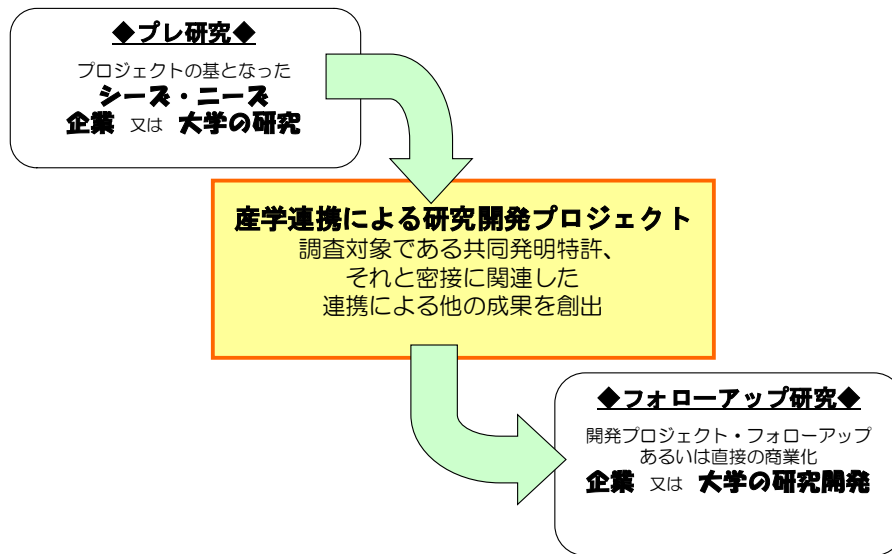 ◆プレ研究◆
プロジェクトの基となった
シーズ・ニーズ
企業 又は 大学の研究
産学連携による研究開発プロジェクト
調査対象である共同発明特許、
それと密接に関連した
連携による他の成果を創出
◆フォローアップ研究◆
開発プロジェクト・フォローアップ
あるいは直接の商業化
企業 又は 大学の研究開発